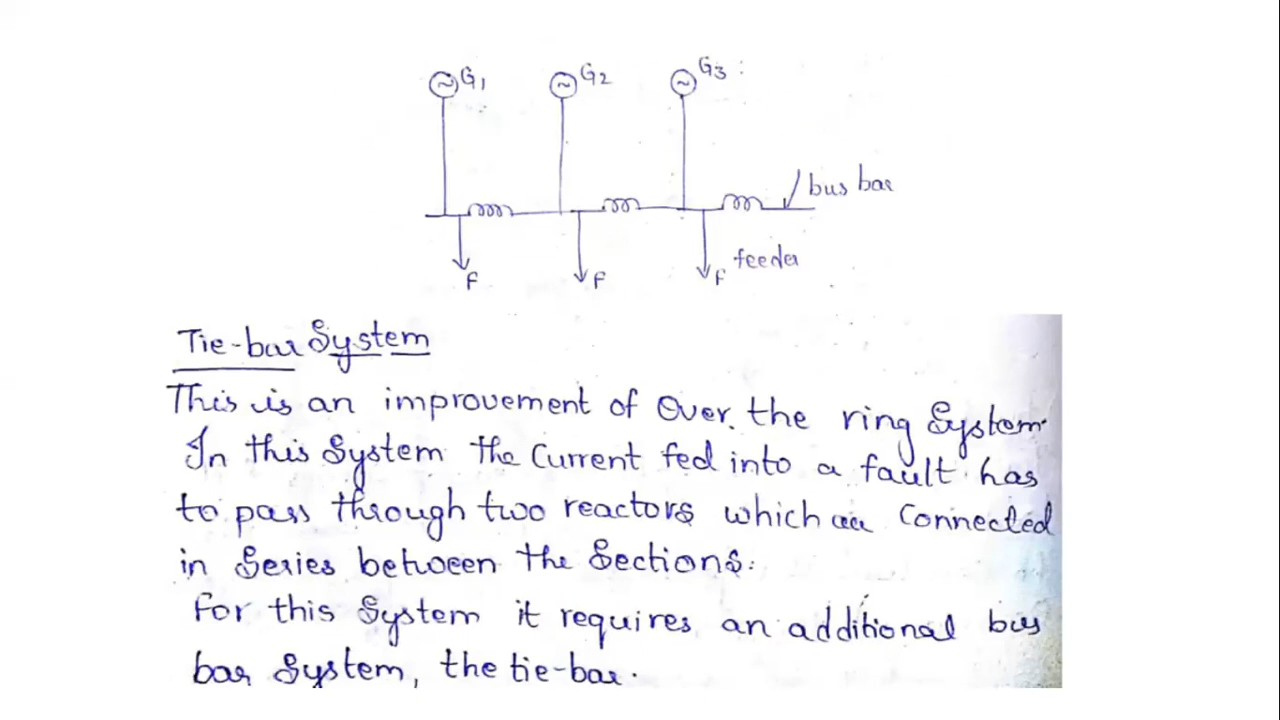 G1 G2 G3
bus bar
feeder
F F F
Tie-bar System
This is an improvement of Over. the ring System
In this System the Current fed into a fault has
to pass through two reactors which are Connected
in Series between the Sections.
For this System it requires an additional bus
bar System, the tie-bar.